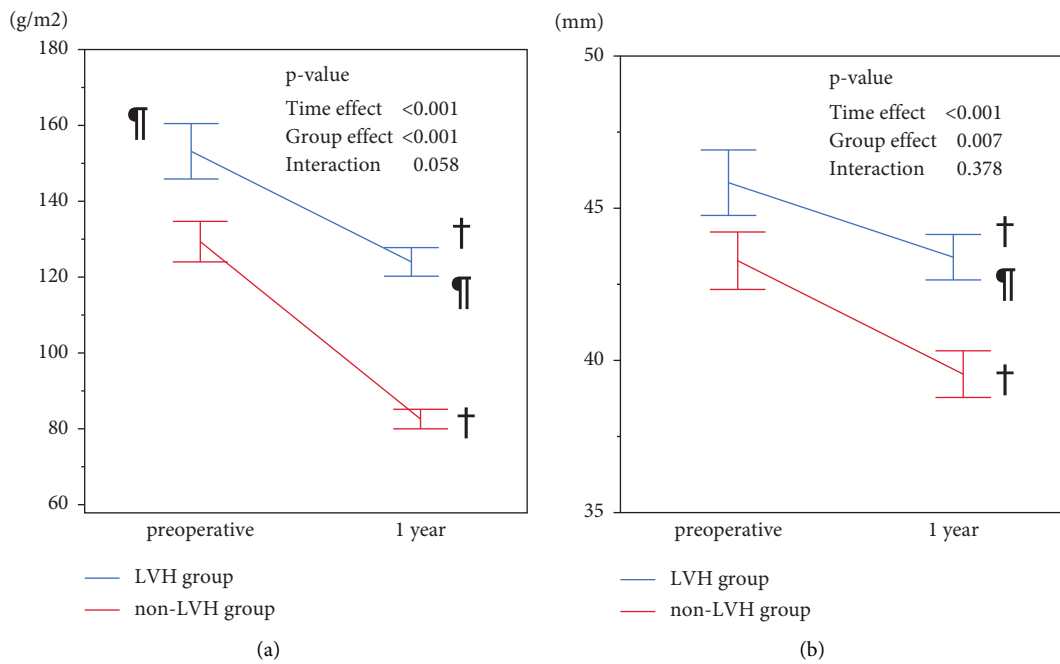 (g/m2)
180
160
140
120
100
80
60
¶
p-value
Time effect <0.001
Group effect <0.001
Interaction 0.058
†
¶
†
preoperative 1 year
LVH group
non-LVH group
(a)
(mm)
50
45
40
35
p-value
Time effect <0.001
Group effect 0.007
Interaction 0.378
†
¶
†
preoperative 1 year
LVH group
non-LVH group
(b)